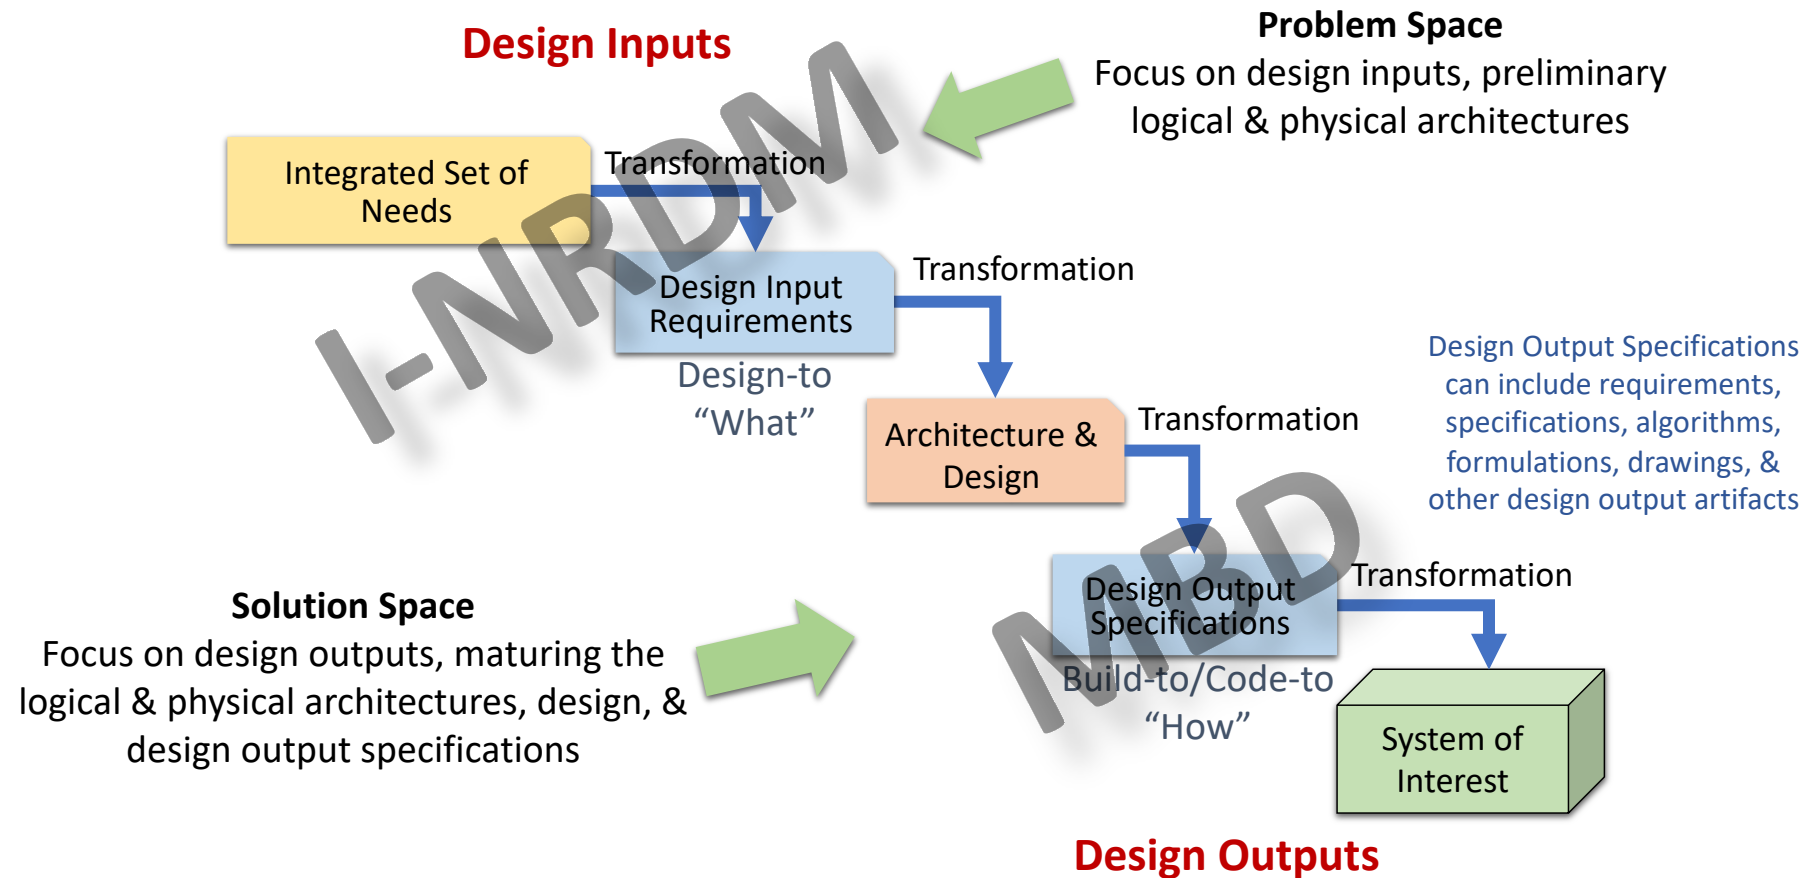 Design Inputs
Problem Space
Focus on design inputs, preliminary
logical & physical architectures
Integrated Set of
Needs
Transformation
I-NRDM
Design Input
Requirements
Transformation
Design-to
“What”
Architecture &
Design
Transformation
Design Output Specifications
can include requirements,
specifications, algorithms,
formulations, drawings, &
other design output artifacts
Design Output
Specifications
Transformation
MBD
Build-to/Code-to
“How”
Solution Space
Focus on design outputs, maturing the
logical & physical architectures, design, &
design output specifications
System of
Interest
Design Outputs